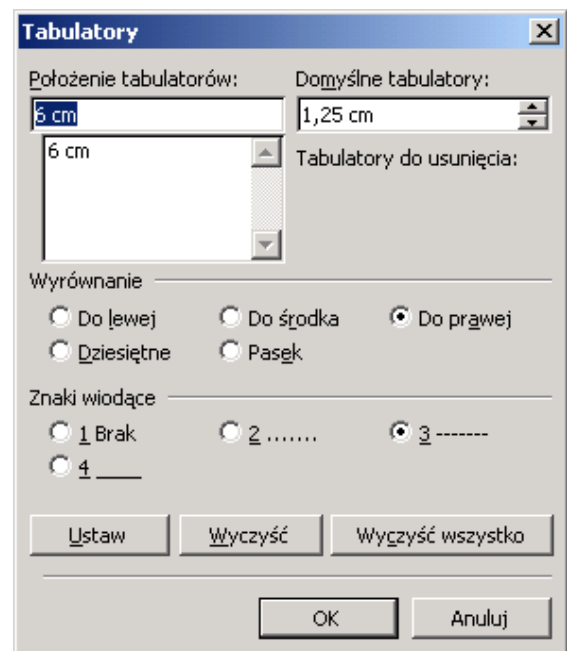 Tabulatory
Położenie tabulatorów: Domyślne tabulatory:
6 cm 1,25 cm
6 cm Tabulatory do usunięcia:
Wyrównanie
Do lewej Do środka Do prawej
Dziesiętne Pasek
Znaki wiodące
1 Brak 2 ....... 3 -------
4 ____
Ustaw Wyczyść Wyczyść wszystko
OK Anuluj